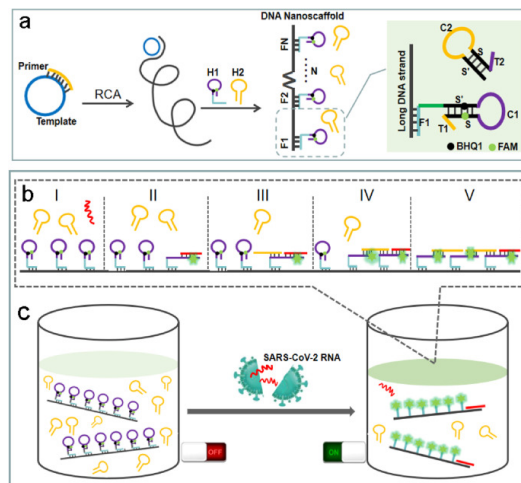 a
Primer
Template
RCA
H1
H2
DNA Nanoscaffold
FN
N
F2
F1
Long DNA strand
C2
S
S'
T2
S'
F1
T1
S
C1
BHQ1
FAM
b
I
II
III
IV
V
c
SARS-CoV-2 RNA
OFF
ON